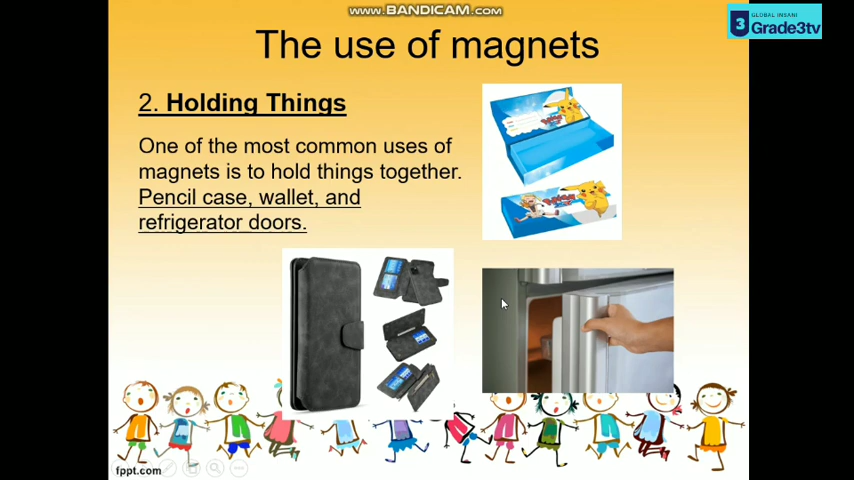 www.BANDICAM.com
3
GLOBAL INSANI
Grade3tv
The use of magnets
2. Holding Things
One of the most common uses of
magnets is to hold things together.
Pencil case, wallet, and
refrigerator doors.
fppt.com